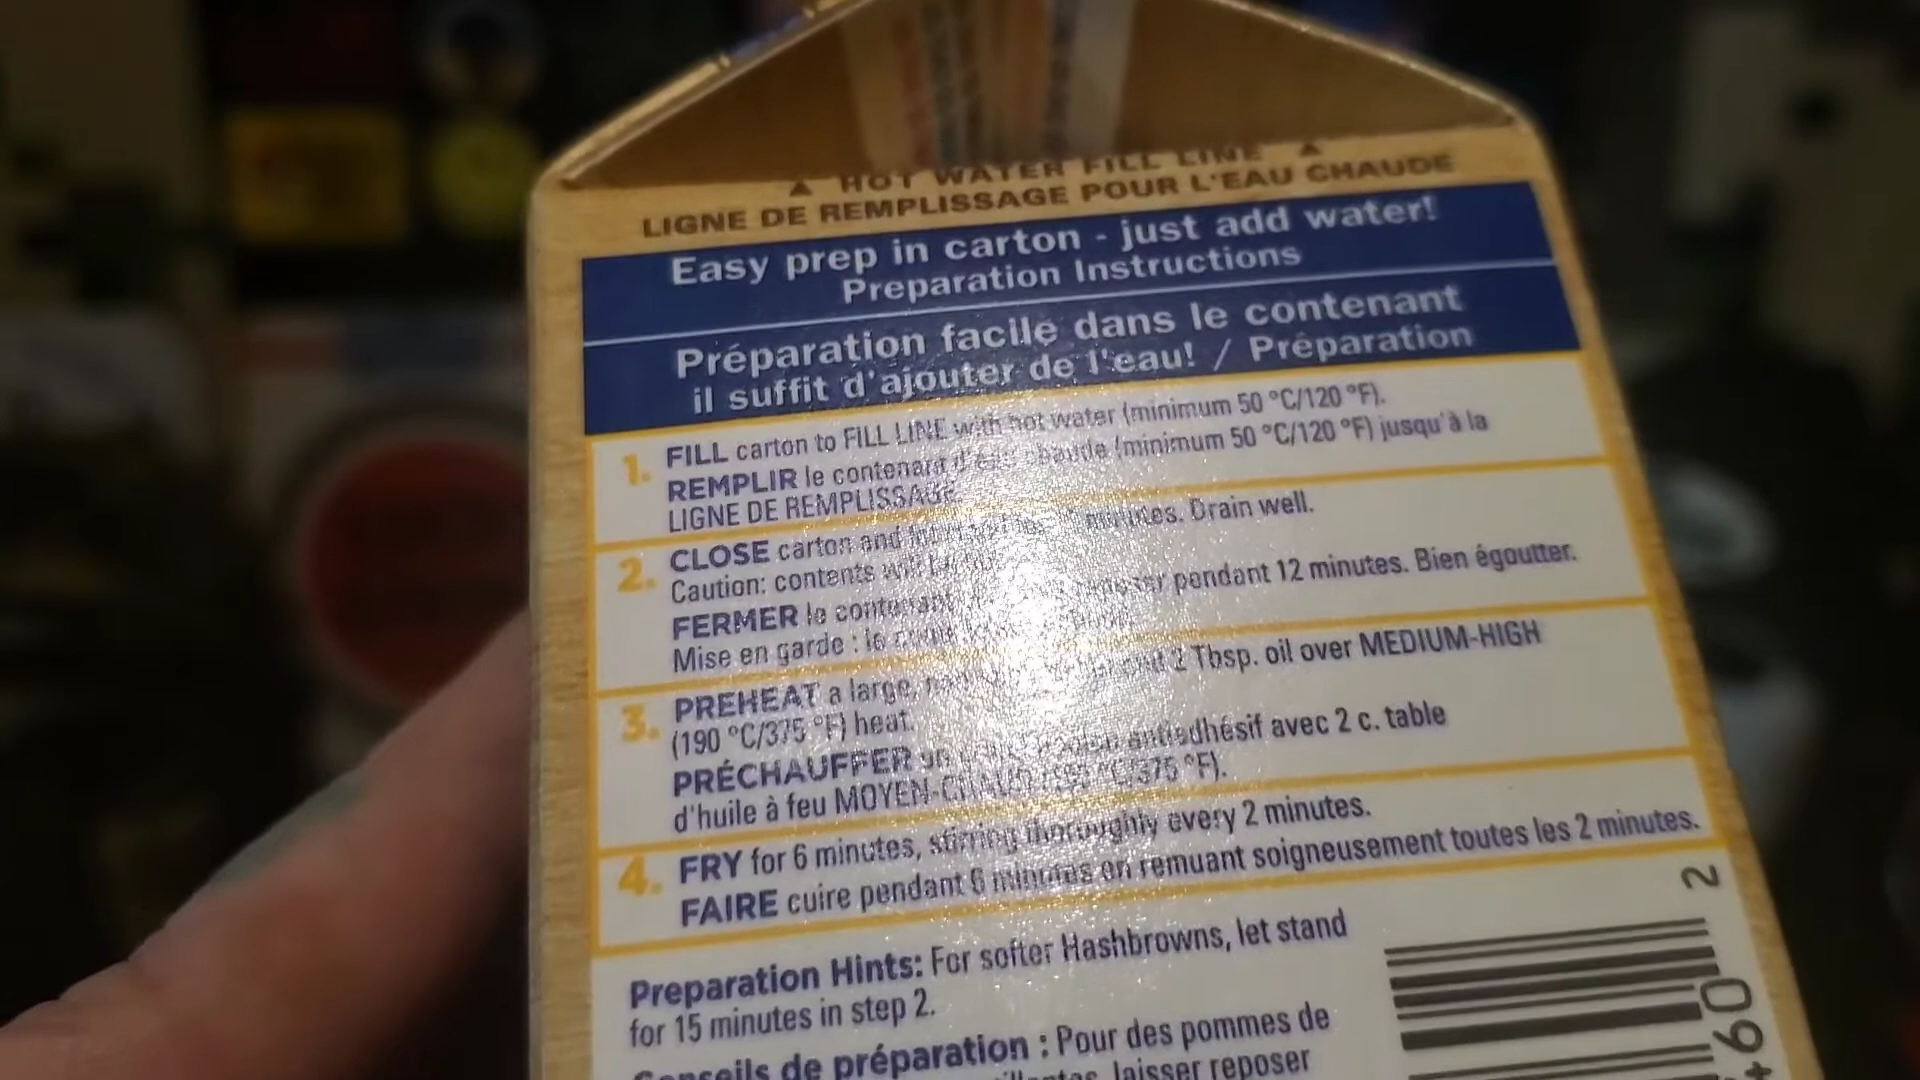 ▲ HOT WATER FILL LINE ▲
LIGNE DE REMPLISSAGE POUR L'EAU CHAUDE
Easy prep in carton - just add water!
Preparation Instructions
Préparation facile dans le contenant
il suffit d'ajouter de l'eau! / Préparation
1. FILL carton to FILL LINE with hot water (minimum 50 °C/120 °F).
REMPLIR le contenant d'eau chaude (minimum 50 °C/120 °F) jusqu'à la
LIGNE DE REMPLISSAGE
2. CLOSE carton and minutes. Drain well.
Caution: contents will
FERMER le contenant pendant 12 minutes. Bien égoutter.
Mise en garde : le
3. PREHEAT a large, 2 Tbsp. oil over MEDIUM-HIGH
(190 °C/375 °F) heat.
PRÉCHAUFFER un antiadhésif avec 2 c. table
d'huile à feu MOYEN-CHAUD (190 °C/375 °F).
4. FRY for 6 minutes, stirring thoroughly every 2 minutes.
FAIRE cuire pendant 6 minutes en remuant soigneusement toutes les 2 minutes.
Preparation Hints: For softer Hashbrowns, let stand
for 15 minutes in step 2.
Conseils de préparation : Pour des pommes de
laisser reposer
2
09